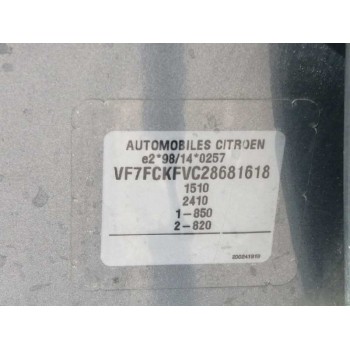 AUTOMOBILES CITROEN
e2*98/14*0257
VF7FCKFVC28681618
1510
2410
1-850
2-820